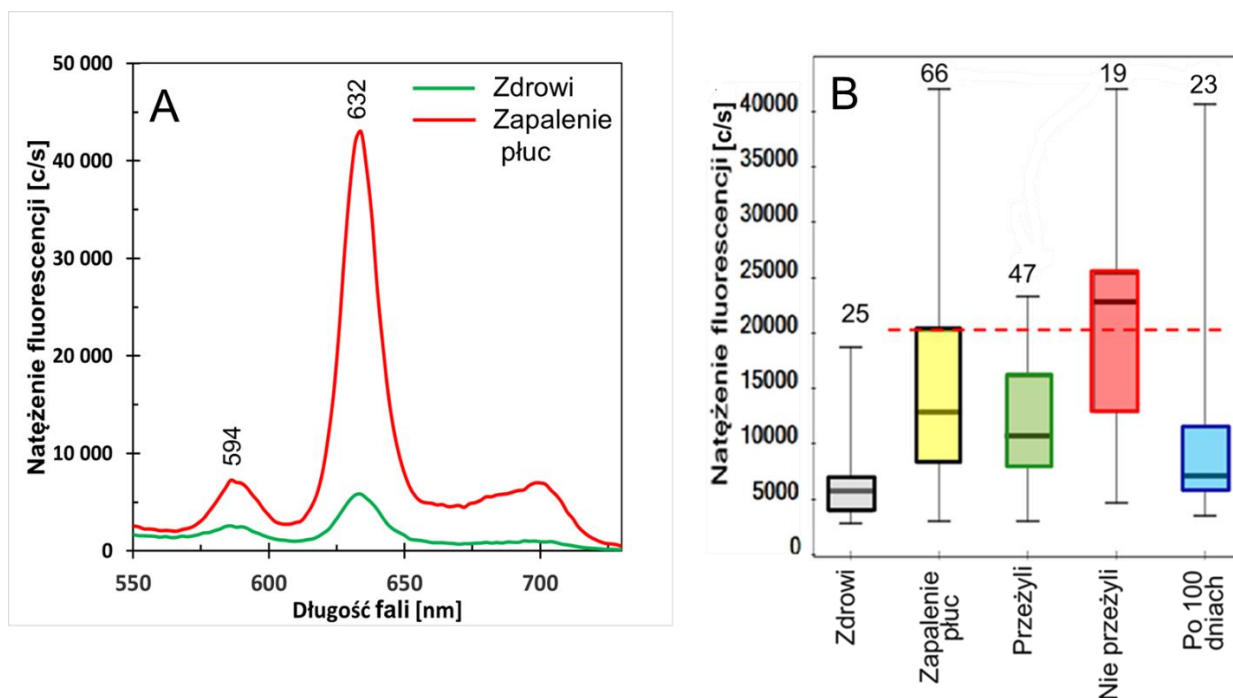 A
Natężenie fluorescencji [c/s]
50 000
40 000
30 000
20 000
10 000
0
594
632
Zdrowi
Zapalenie
płuc
550
600
650
700
Długość fali [nm]
B
Natężenie fluorescencji [c/s]
40000
35000
30000
25000
20000
15000
10000
5000
0
25
66
47
19
23
Zdrowi
Zapalenie
płuc
Przeżyli
Nie przeżyli
Po 100
dniach